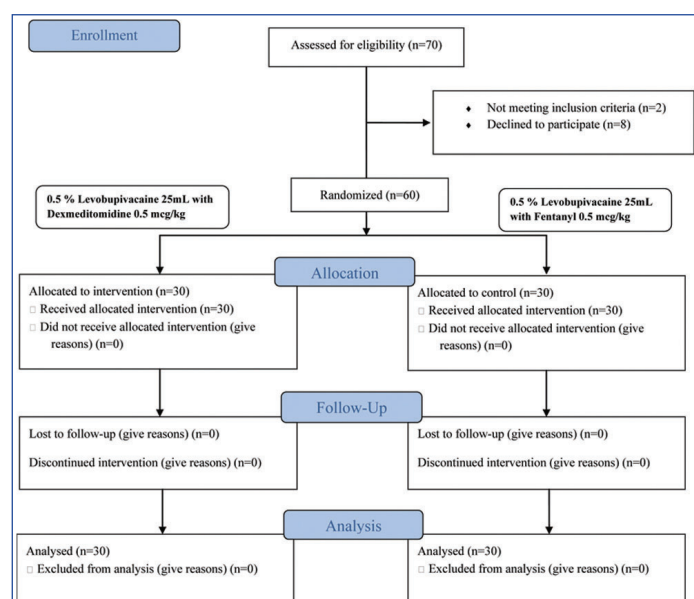 Enrollment
Assessed for eligibility (n=70)
♦ Not meeting inclusion criteria (n=2)
♦ Declined to participate (n=8)
Randomized (n=60)
0.5 % Levobupivacaine 25mL with
Dexmeditomidine 0.5 mcg/kg
0.5 % Levobupivacaine 25mL
with Fentanyl 0.5 mcg/kg
Allocation
Allocated to intervention (n=30)
□ Received allocated intervention (n=30)
□ Did not receive allocated intervention (give
reasons) (n=0)
Allocated to control (n=30)
□ Received allocated intervention (n=30)
□ Did not receive allocated intervention (give
reasons) (n=0)
Follow-Up
Lost to follow-up (give reasons) (n=0)
Discontinued intervention (give reasons) (n=0)
Lost to follow-up (give reasons) (n=0)
Discontinued intervention (give reasons) (n=0)
Analysis
Analysed (n=30)
□ Excluded from analysis (give reasons) (n=0)
Analysed (n=30)
□ Excluded from analysis (give reasons) (n=0)